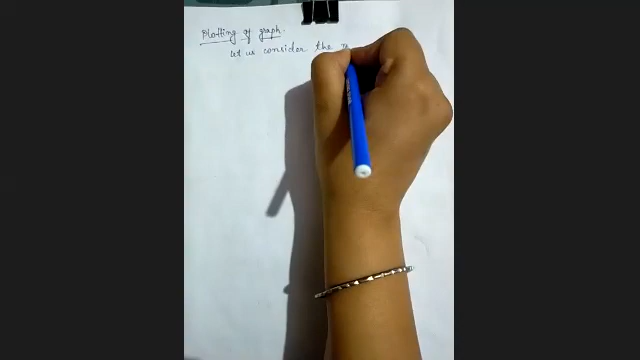 Plotting of graph.
Let us consider the